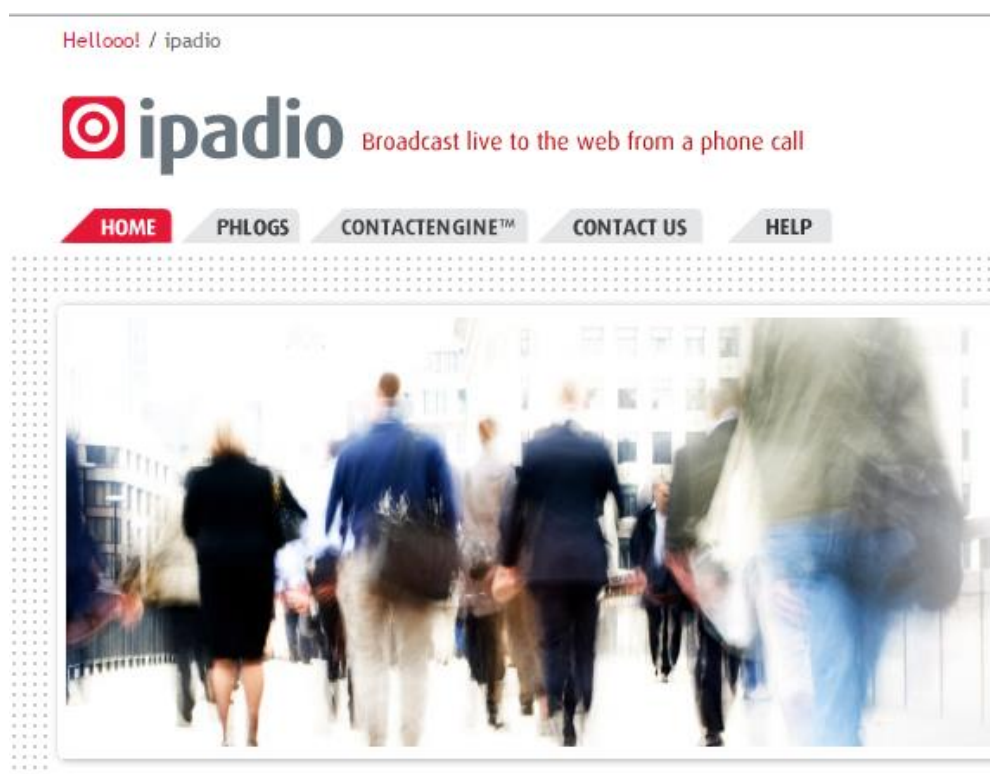 Hellooo! / ipadio
ipadio Broadcast live to the web from a phone call
HOME PHLOGS CONTACTENGINE™ CONTACT US HELP